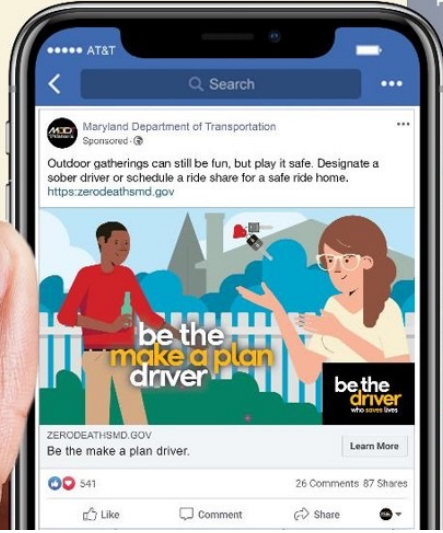 AT&T
Search
Maryland Department of Transportation
Sponsored ·
Outdoor gatherings can still be fun, but play it safe. Designate a
sober driver or schedule a ride share for a safe ride home.
https:zerodeathsmd.gov
be the
make a plan
driver
be the
driver
who saves lives
ZERODEATHSMD.GOV
Be the make a plan driver.
Learn More
541
26 Comments 87 Shares
Like
Comment
Share